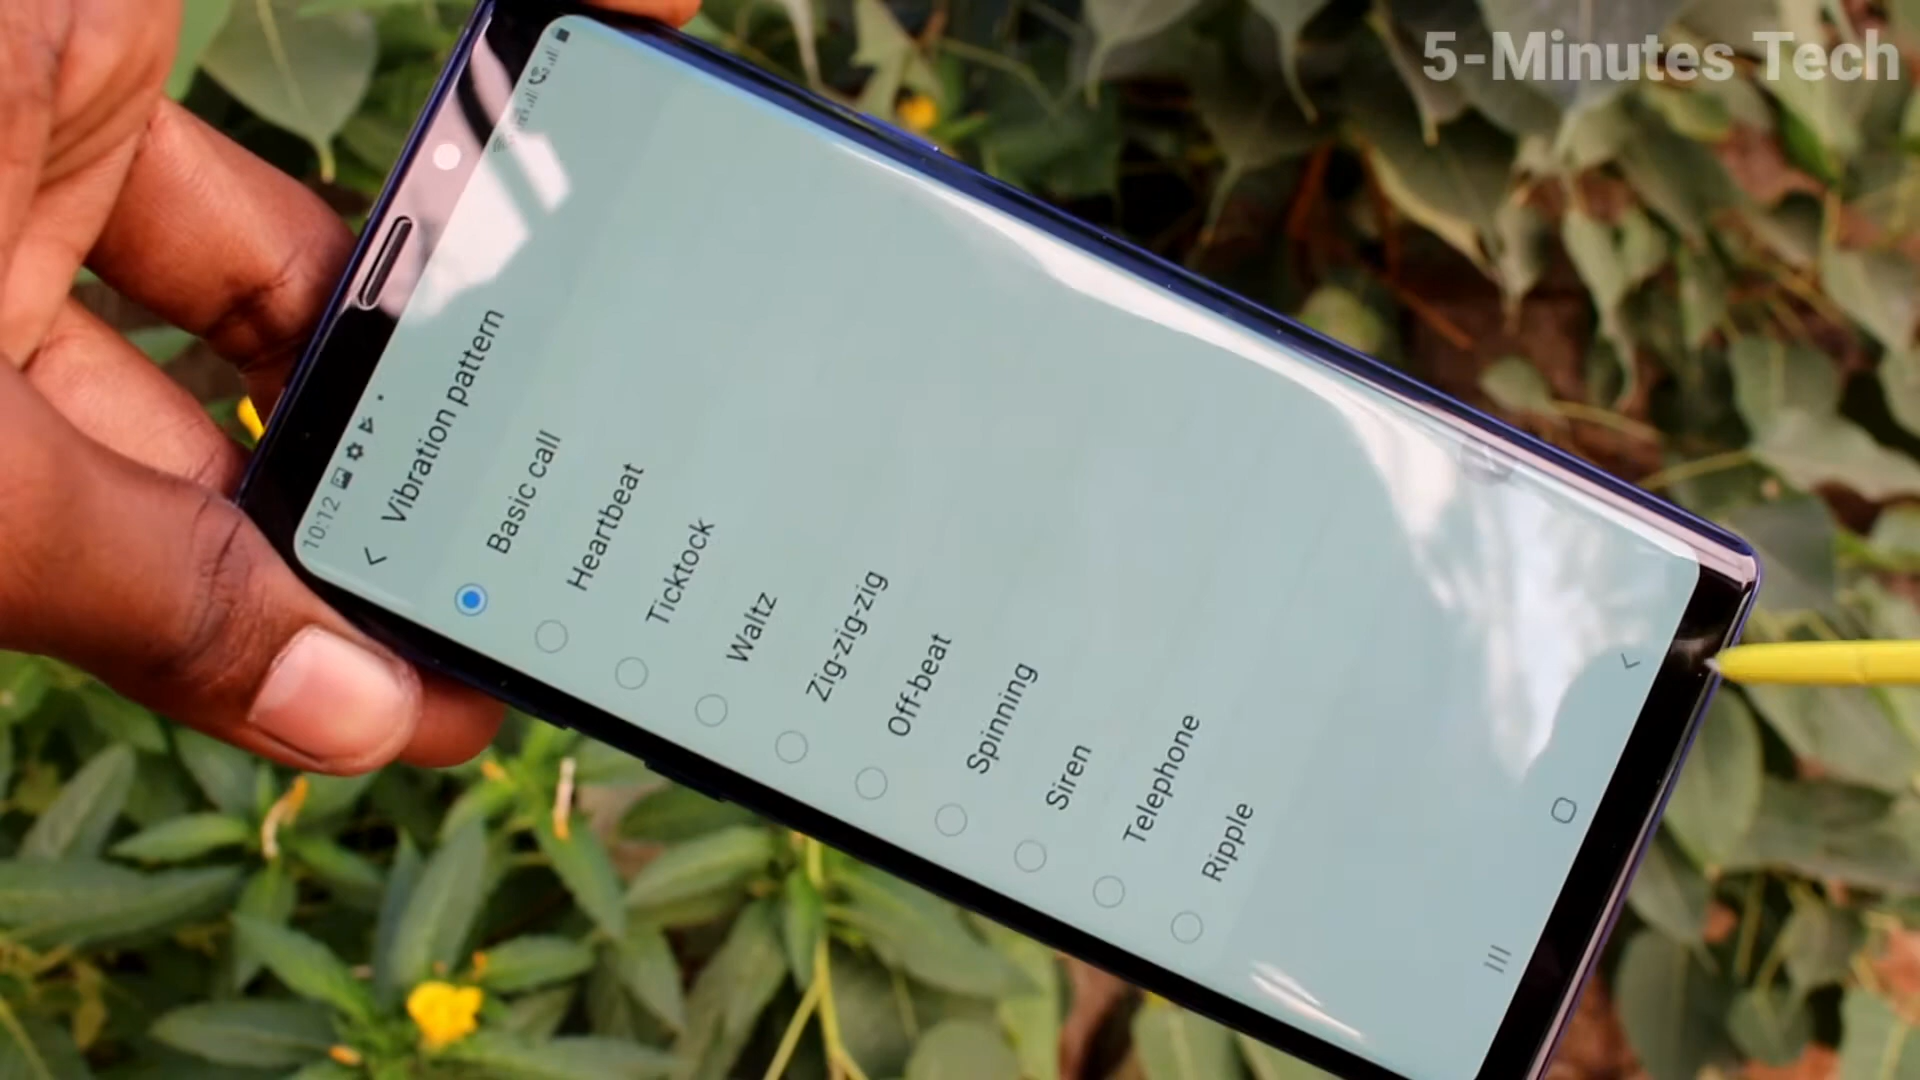 5-Minutes Tech
10:12
Vibration pattern
Basic call
Heartbeat
Ticktock
Waltz
Zig-zig-zig
Off-beat
Spinning
Siren
Telephone
Ripple